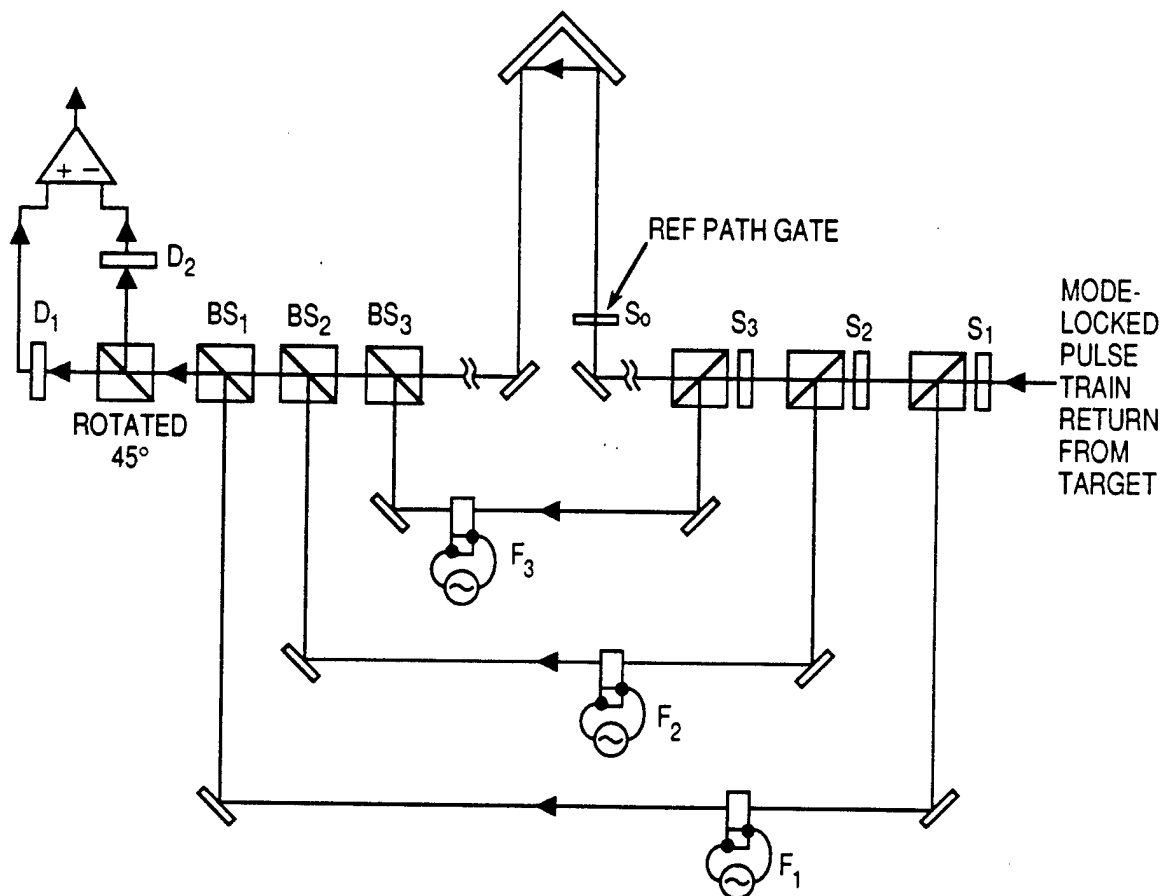 REF PATH GATE
+ −
D2
D1
BS1
BS2
BS3
So
S3
S2
S1
MODE-
LOCKED
PULSE
TRAIN
RETURN
FROM
TARGET
ROTATED
45°
F3
F2
F1